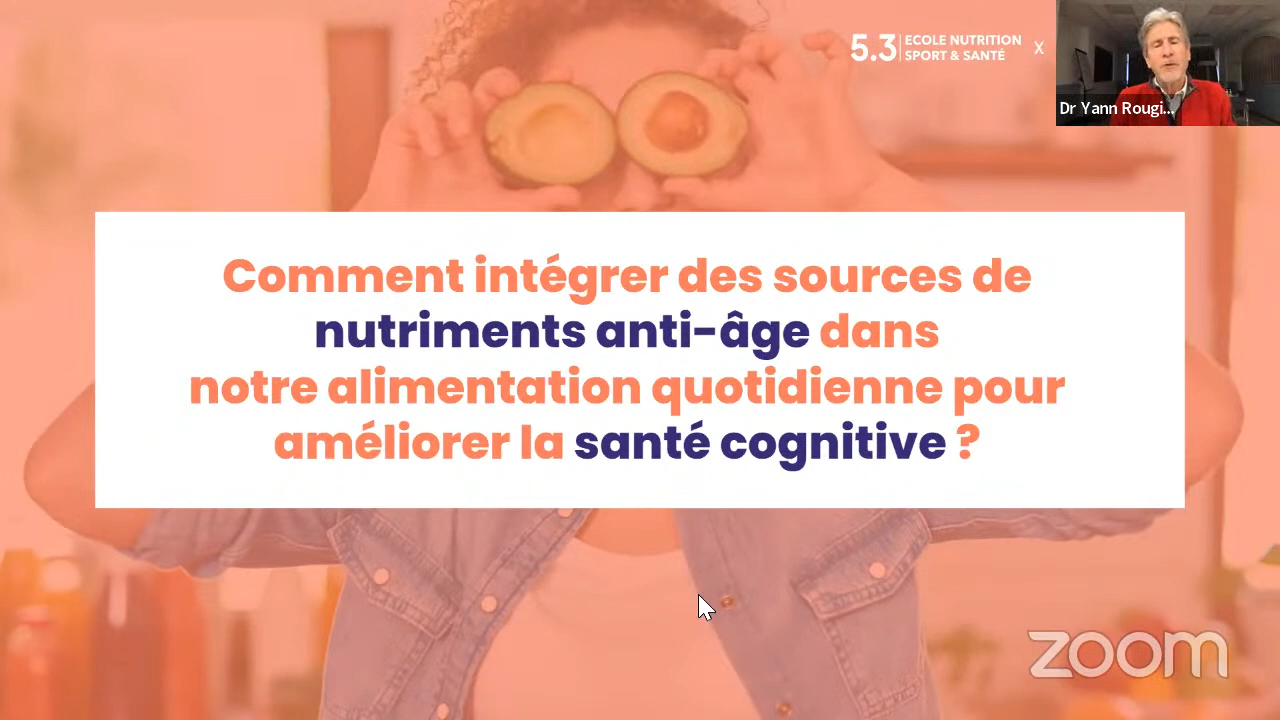 5.3
ECOLE NUTRITION
SPORT & SANTÉ
X
Dr Yann Rougi...
Comment intégrer des sources de
nutriments anti-âge dans
notre alimentation quotidienne pour
améliorer la santé cognitive ?
zoom